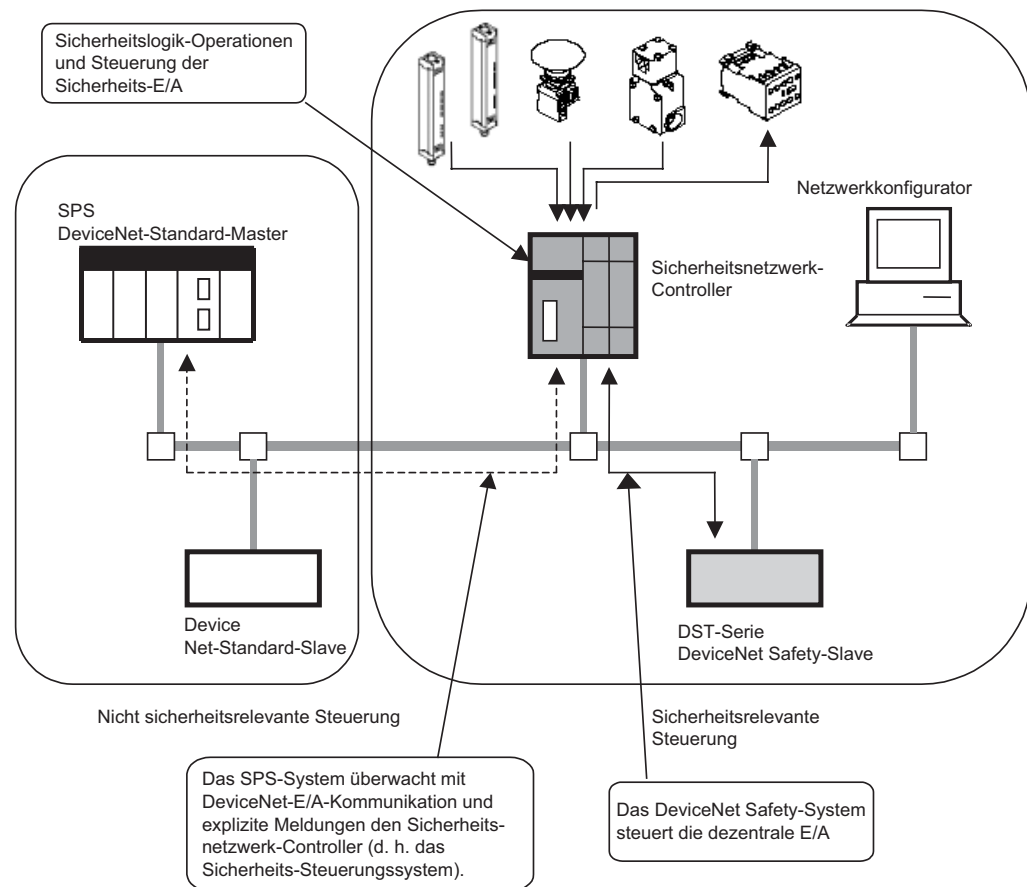 Sicherheitslogik-Operationen
und Steuerung der
Sicherheits-E/A
SPS
DeviceNet-Standard-Master
Netzwerkkonfigurator
Sicherheitsnetzwerk-
Controller
Device
Net-Standard-Slave
DST-Serie
DeviceNet Safety-Slave
Nicht sicherheitsrelevante Steuerung
Sicherheitsrelevante
Steuerung
Das SPS-System überwacht mit
DeviceNet-E/A-Kommunikation und
explizite Meldungen den Sicherheits-
netzwerk-Controller (d. h. das
Sicherheits-Steuerungssystem).
Das DeviceNet Safety-System
steuert die dezentrale E/A